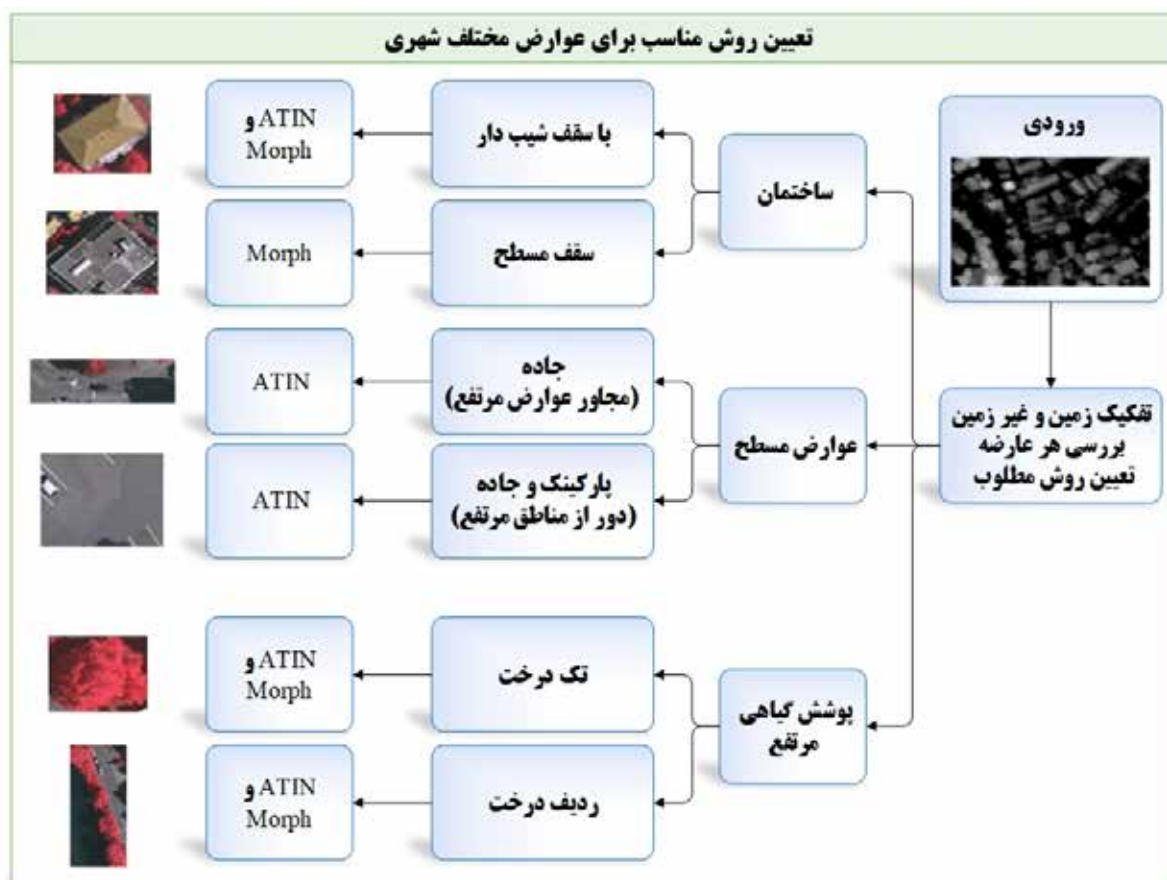 تعیین روش مناسب برای عوارض مختلف شهری
ورودی
تفکیک زمین و غیر زمین
بررسی هر عارضه
تعیین روش مطلوب
ساختمان
با سقف شیب دار
ATIN و
Morph
سقف مسطح
Morph
عوارض مسطح
جاده
(مجاور عوارض مرتفع)
ATIN
پارکینک و جاده
(دور از مناطق مرتفع)
ATIN
پوشش گیاهی
مرتفع
تک درخت
ATIN و
Morph
ردیف درخت
ATIN و
Morph